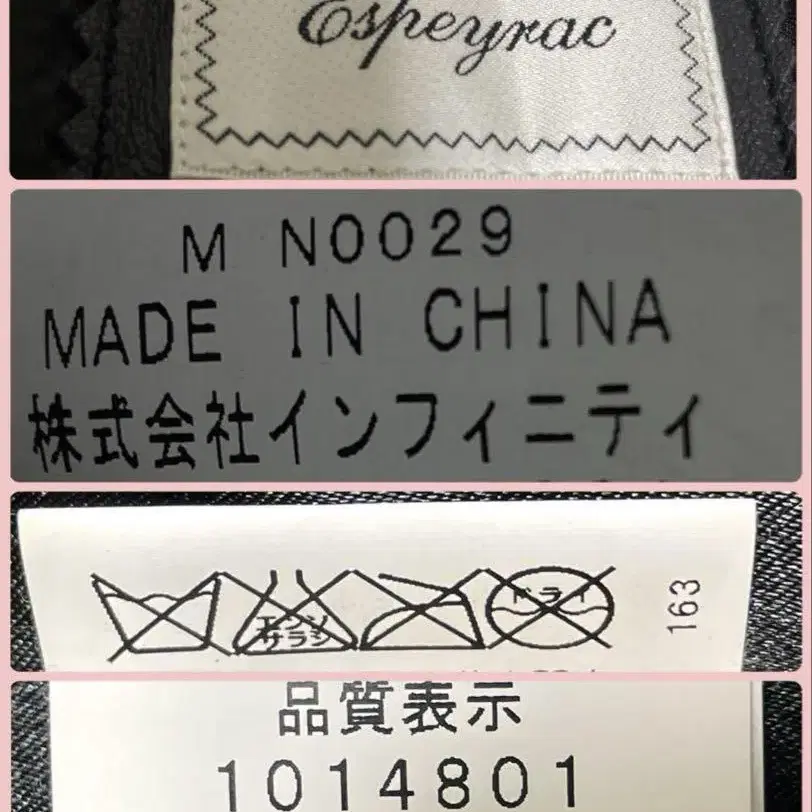 Espeyrac
M N0029
MADE IN CHINA
株式会社インフィニティ
エンソ
サラシ
ドライ
163
品質表示
1014801